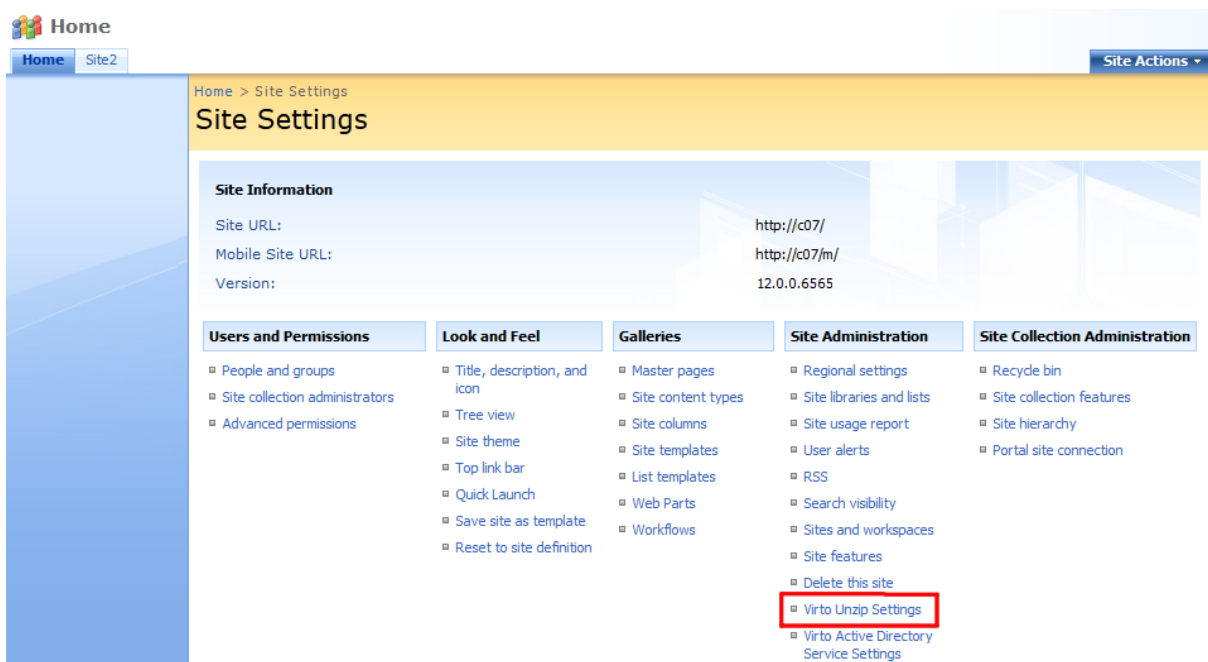 Home
Home Site2
Site Actions
Home > Site Settings
Site Settings
Site Information
Site URL: http://c07/
Mobile Site URL: http://c07/m/
Version: 12.0.0.6565
Users and Permissions
People and groups
Site collection administrators
Advanced permissions
Look and Feel
Title, description, and
icon
Tree view
Site theme
Top link bar
Quick Launch
Save site as template
Reset to site definition
Galleries
Master pages
Site content types
Site columns
Site templates
List templates
Web Parts
Workflows
Site Administration
Regional settings
Site libraries and lists
Site usage report
User alerts
RSS
Search visibility
Sites and workspaces
Site features
Delete this site
Virto Unzip Settings
Virto Active Directory
Service Settings
Site Collection Administration
Recycle bin
Site collection features
Site hierarchy
Portal site connection